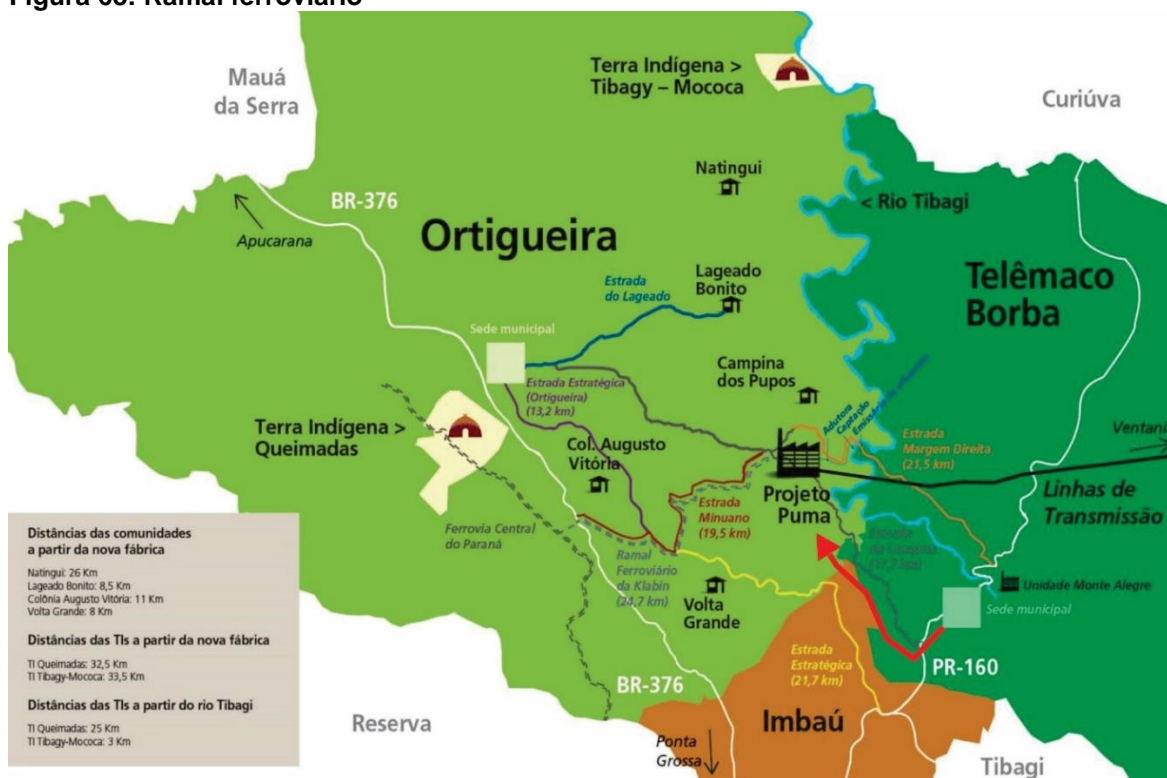 Figura 68: Ramal ferroviário
Mauá
da Serra
Terra Indígena >
Tibagy – Mococa
Curiúva
Natingui
BR-376
< Rio Tibagi
Apucarana
Ortigueira
Telêmaco
Borba
Estrada
do Lageado
Lageado
Bonito
Sede municipal
Campina
dos Pupos
Estrada Estratégica
(Ortigueira)
(13,2 km)
Adutora
Captação
Emissário de efluentes
Estrada
Margem Direita
(21,5 km)
Ventani
Terra Indígena >
Queimadas
Col. Augusto
Vitória
Projeto
Puma
Linhas de
Transmissão
Estrada
Minuano
(19,5 km)
Ferrovia Central
do Paraná
Ramal
Ferroviário
da Klabin
(24,7 km)
Estrada
Unidade Monte Alegre
Sede municipal
Volta
Grande
Estrada
Estratégica
(21,7 km)
PR-160
BR-376
Imbaú
Reserva
Ponta
Grossa
Tibagi
Distâncias das comunidades
a partir da nova fábrica
Natingui: 26 Km
Lageado Bonito: 8,5 Km
Colônia Augusto Vitória: 11 Km
Volta Grande: 8 Km
Distâncias das TIs a partir da nova fábrica
TI Queimadas: 32,5 Km
TI Tibagy-Mococa: 33,5 Km
Distâncias das TIs a partir do rio Tibagi
TI Queimadas: 25 Km
TI Tibagy-Mococa: 3 Km